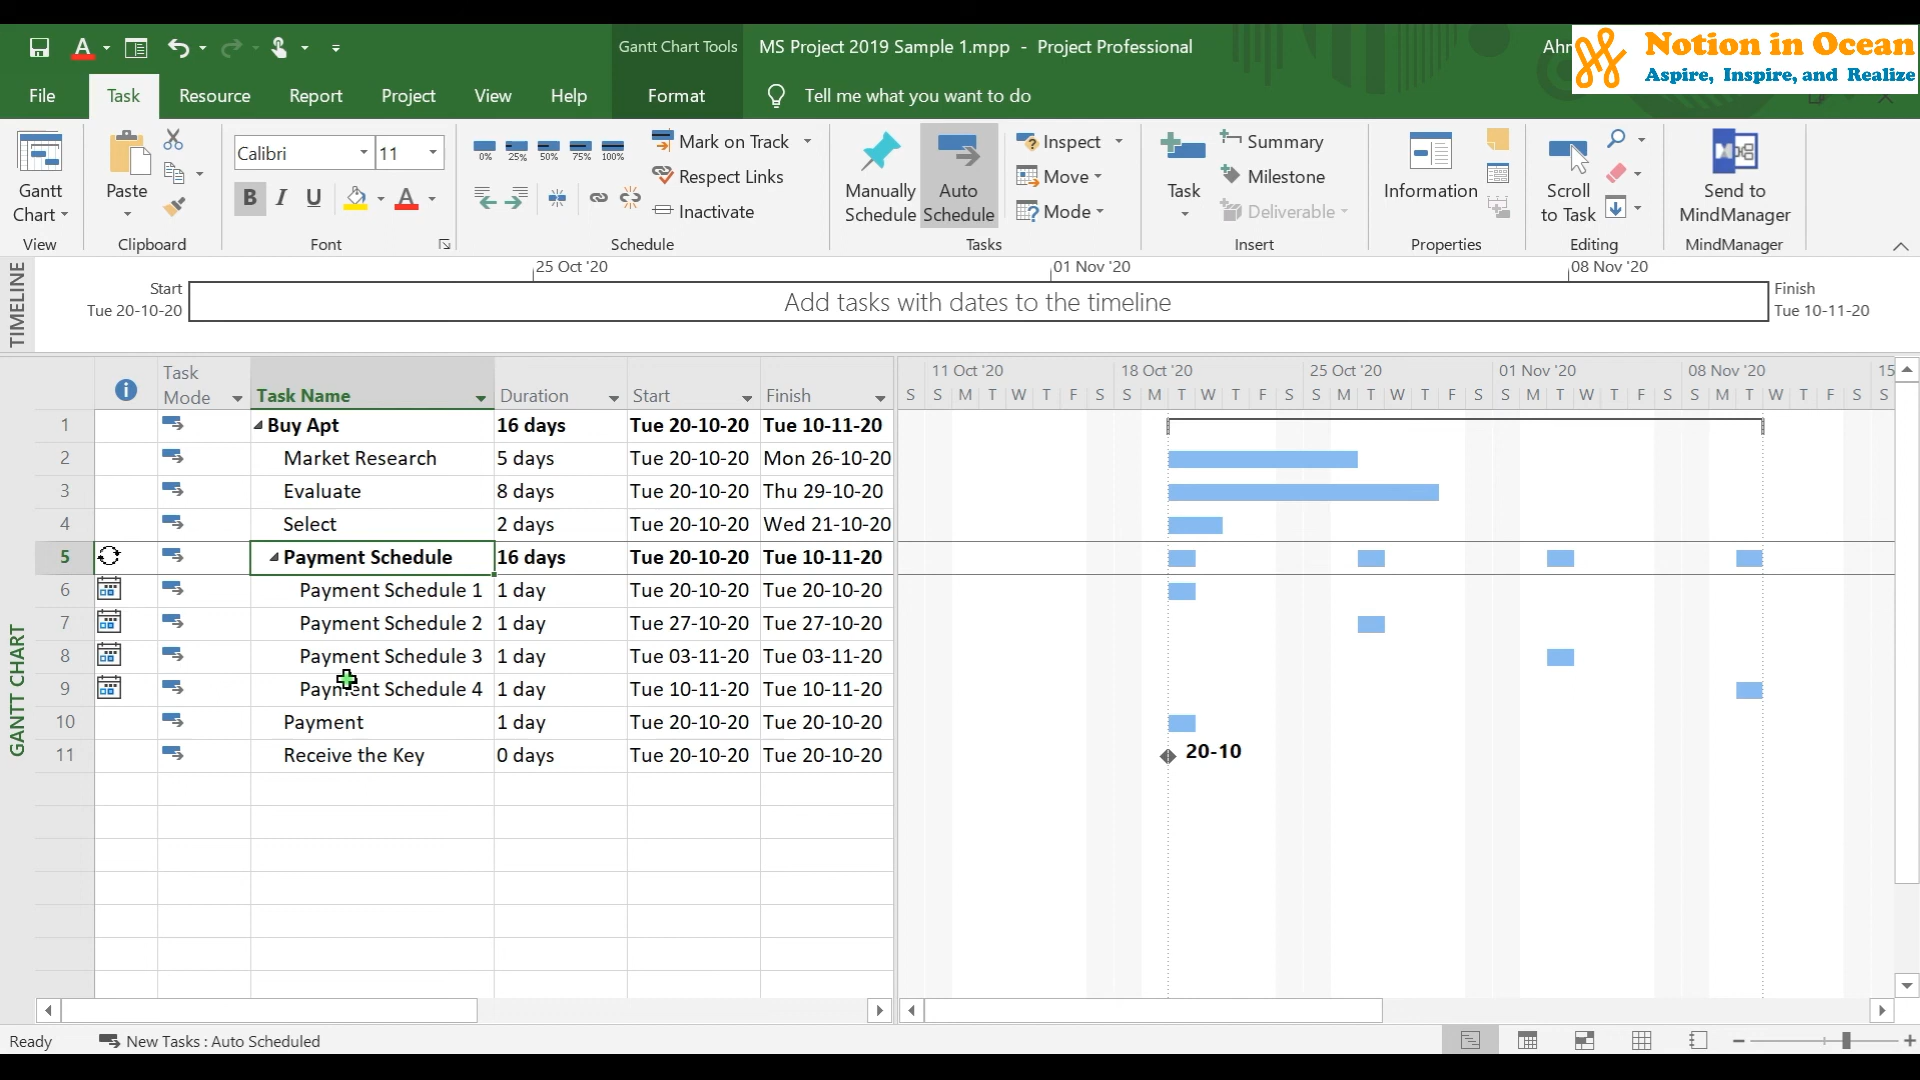 Gantt Chart Tools
MS Project 2019 Sample 1.mpp - Project Professional
Notion in Ocean
Aspire, Inspire, and Realize
File
Task
Resource
Report
Project
View
Help
Format
Tell me what you want to do
Gantt
Chart
View
Paste
Clipboard
Calibri
11
B I U
Font
0% 25% 50% 75% 100%
Mark on Track
Respect Links
Inactivate
Schedule
Manually
Schedule
Auto
Schedule
Inspect
Move
Mode
Tasks
Task
Summary
Milestone
Deliverable
Insert
Information
Properties
Scroll
to Task
Editing
Send to
MindManager
MindManager
TIMELINE
25 Oct '20
01 Nov '20
08 Nov '20
Start
Tue 20-10-20
Add tasks with dates to the timeline
Finish
Tue 10-11-20
GANTT CHART
Task
Mode
Task Name
Duration
Start
Finish
11 Oct '20
18 Oct '20
25 Oct '20
01 Nov '20
08 Nov '20
15
S S M T W T F S S M T W T F S S M T W T F S S M T W T F S S M T W T F S S
1 Buy Apt 16 days Tue 20-10-20 Tue 10-11-20
2 Market Research 5 days Tue 20-10-20 Mon 26-10-20
3 Evaluate 8 days Tue 20-10-20 Thu 29-10-20
4 Select 2 days Tue 20-10-20 Wed 21-10-20
5 Payment Schedule 16 days Tue 20-10-20 Tue 10-11-20
6 Payment Schedule 1 1 day Tue 20-10-20 Tue 20-10-20
7 Payment Schedule 2 1 day Tue 27-10-20 Tue 27-10-20
8 Payment Schedule 3 1 day Tue 03-11-20 Tue 03-11-20
9 Payment Schedule 4 1 day Tue 10-11-20 Tue 10-11-20
10 Payment 1 day Tue 20-10-20 Tue 20-10-20
11 Receive the Key 0 days Tue 20-10-20 Tue 20-10-20
20-10
Ready
New Tasks : Auto Scheduled